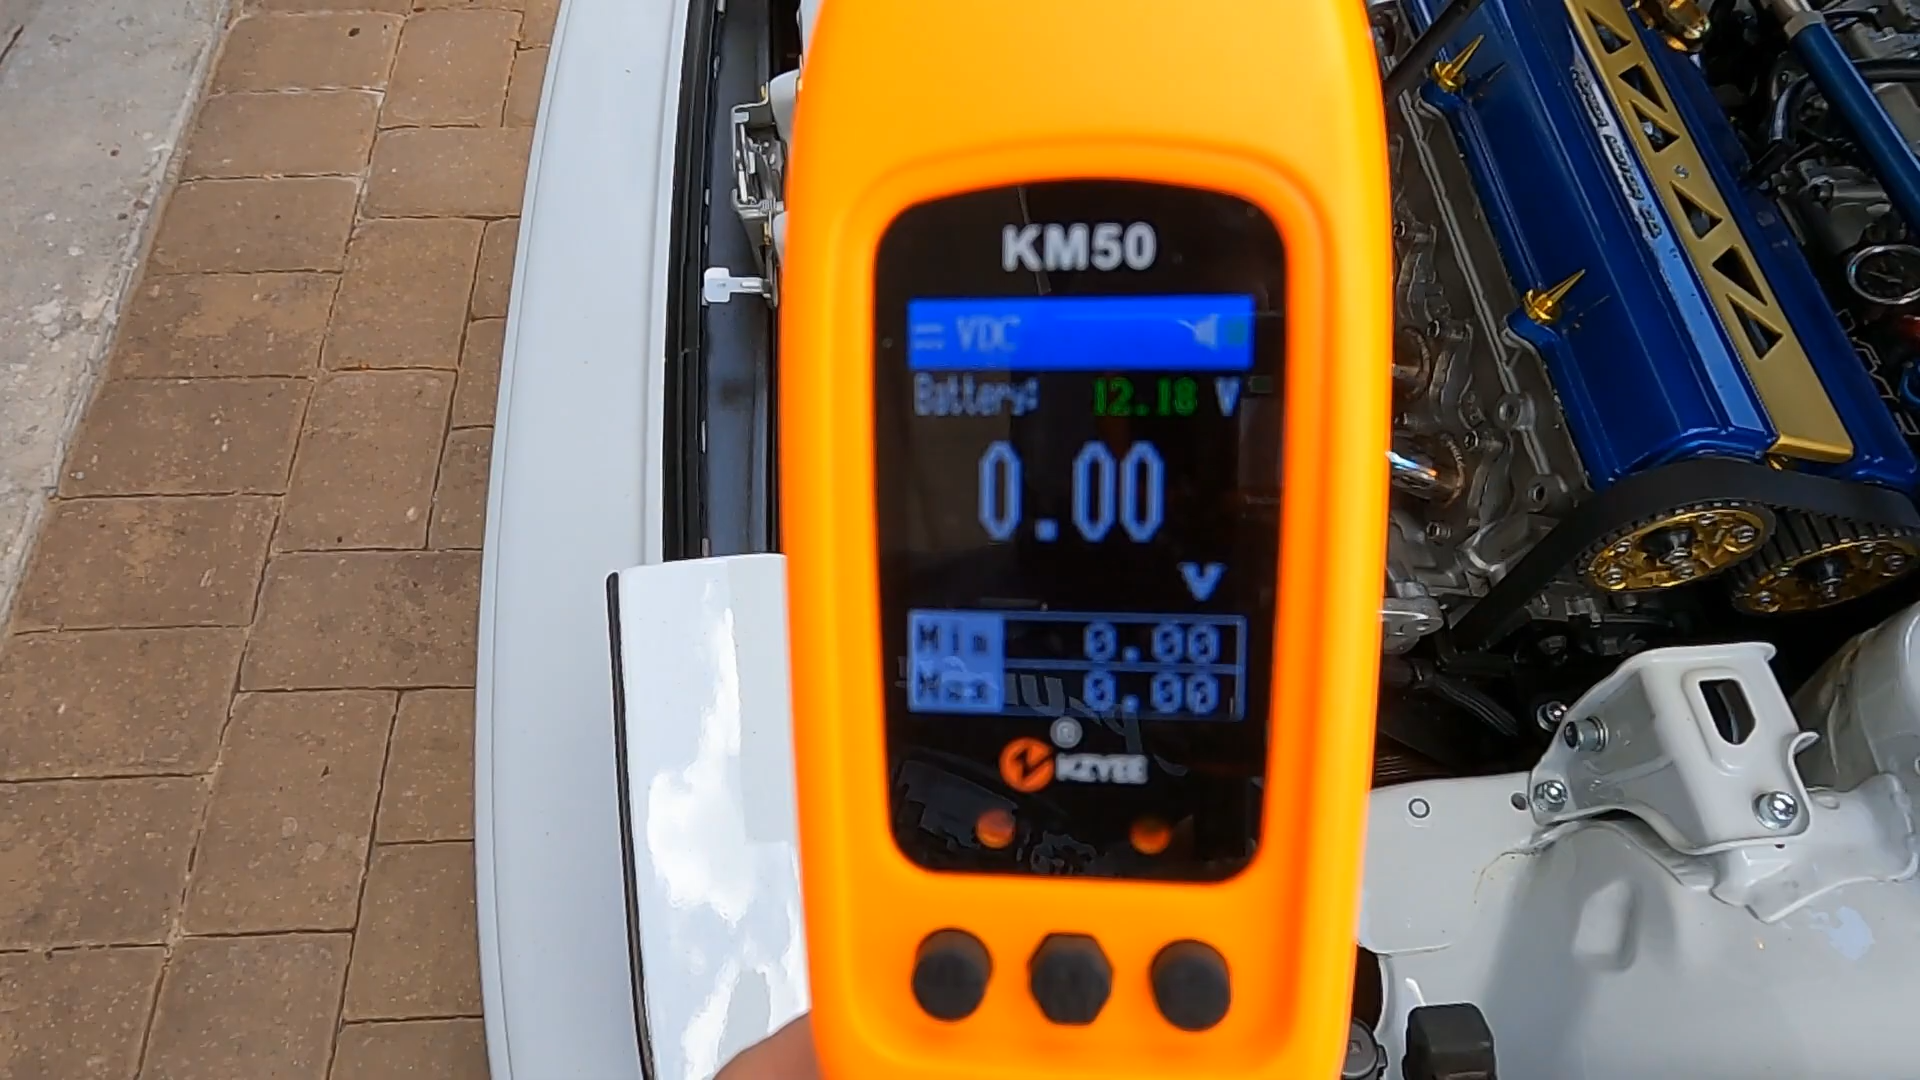 KM50
VDC
Battery: 12.18 V
0.00
V
Min 0.00
Max 0.00
KZYEE